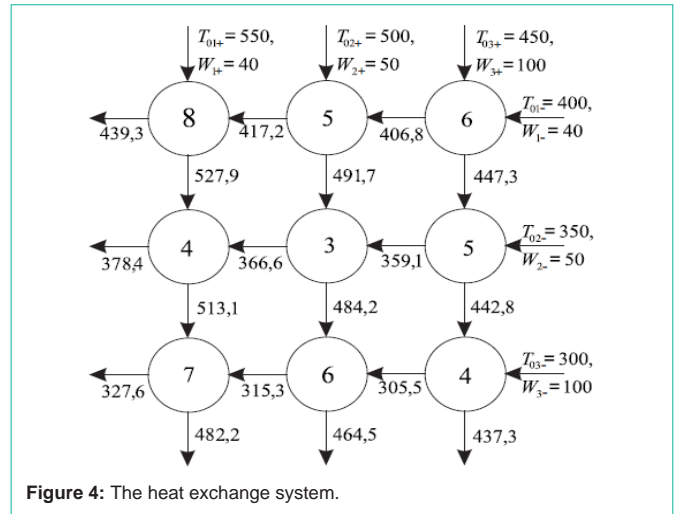 T01+ = 550, T02+ = 500, T03+ = 450,
W1+ = 40 W2+ = 50 W3+ = 100
8 5 6 T01- = 400,
439,3 417,2 406,8 W1- = 40
527,9 491,7 447,3
4 3 5 T02- = 350,
378,4 366,6 359,1 W2- = 50
513,1 484,2 442,8
7 6 4 T03- = 300,
327,6 315,3 305,5 W3- = 100
482,2 464,5 437,3
Figure 4: The heat exchange system.